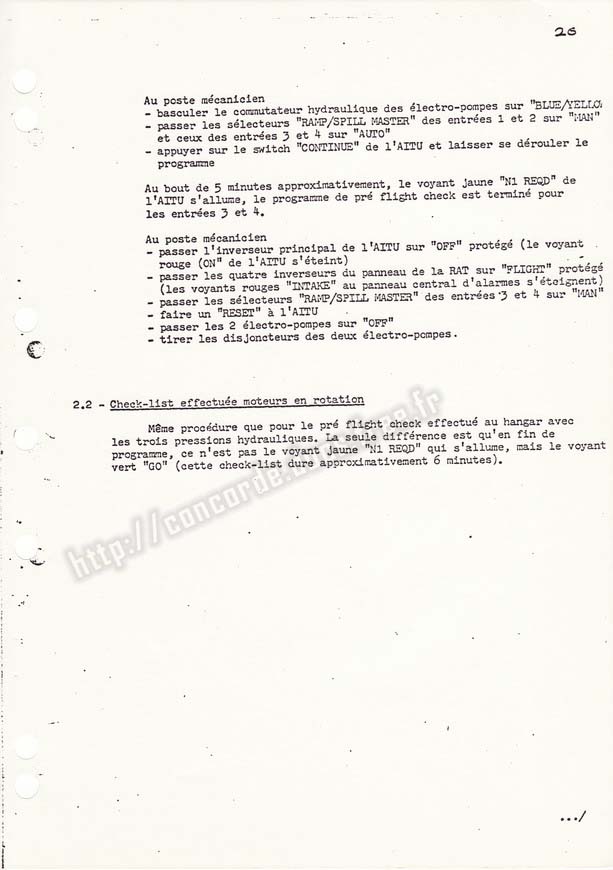 26
Au poste mécanicien
- basculer le commutateur hydraulique des électro-pompes sur "BLUE/YELLO
- passer les sélecteurs "RAMP/SPILL MASTER" des entrées 1 et 2 sur "MAN"
et ceux des entrées 3 et 4 sur "AUTO"
- appuyer sur le switch "CONTINUE" de l'AITU et laisser se dérouler le
programme
Au bout de 5 minutes approximativement, le voyant jaune "N1 REQD" de
l'AITU s'allume, le programme de pré flight check est terminé pour
les entrées 3 et 4.
Au poste mécanicien
- passer l'inverseur principal de l'AITU sur "OFF" protégé (le voyant
rouge (ON" de l'AITU s'éteint)
- passer les quatre inverseurs du panneau de la RAT sur "FLIGHT" protégé
(les voyants rouges "INTAKE" au panneau central d'alarmes s'éteignent)
- passer les sélecteurs "RAMP/SPILL MASTER" des entrées 3 et 4 sur "MAN"
- faire un "RESET" à l'AITU
- passer les 2 électro-pompes sur "OFF"
- tirer les disjoncteurs des deux électro-pompes.
2.2 - Check-list effectuée moteurs en rotation
Même procédure que pour le pré flight check effectué au hangar avec
les trois pressions hydrauliques. La seule différence est qu'en fin de
programme, ce n'est pas le voyant jaune "N1 REQD" qui s'allume, mais le voyant
vert "GO" (cette check-list dure approximativement 6 minutes).
.../